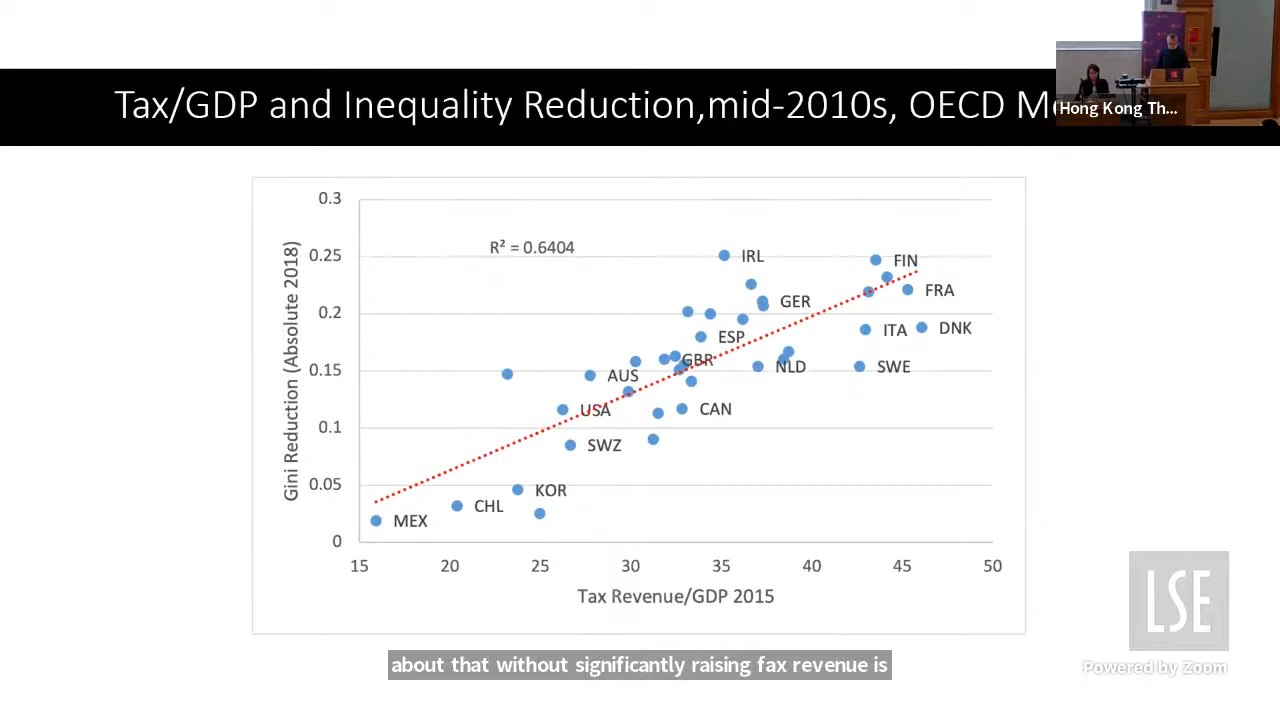 Tax/GDP and Inequality Reduction,mid-2010s, OECD M
Hong Kong Th...
0.3
0.25
0.2
0.15
0.1
0.05
0
Gini Reduction (Absolute 2018)
R² = 0.6404
IRL
FIN
FRA
GER
ITA
DNK
ESP
GBR
NLD
SWE
AUS
USA
CAN
SWZ
KOR
CHL
MEX
15 20 25 30 35 40 45 50
Tax Revenue/GDP 2015
LSE
Powered by Zoom
about that without significantly raising fax revenue is